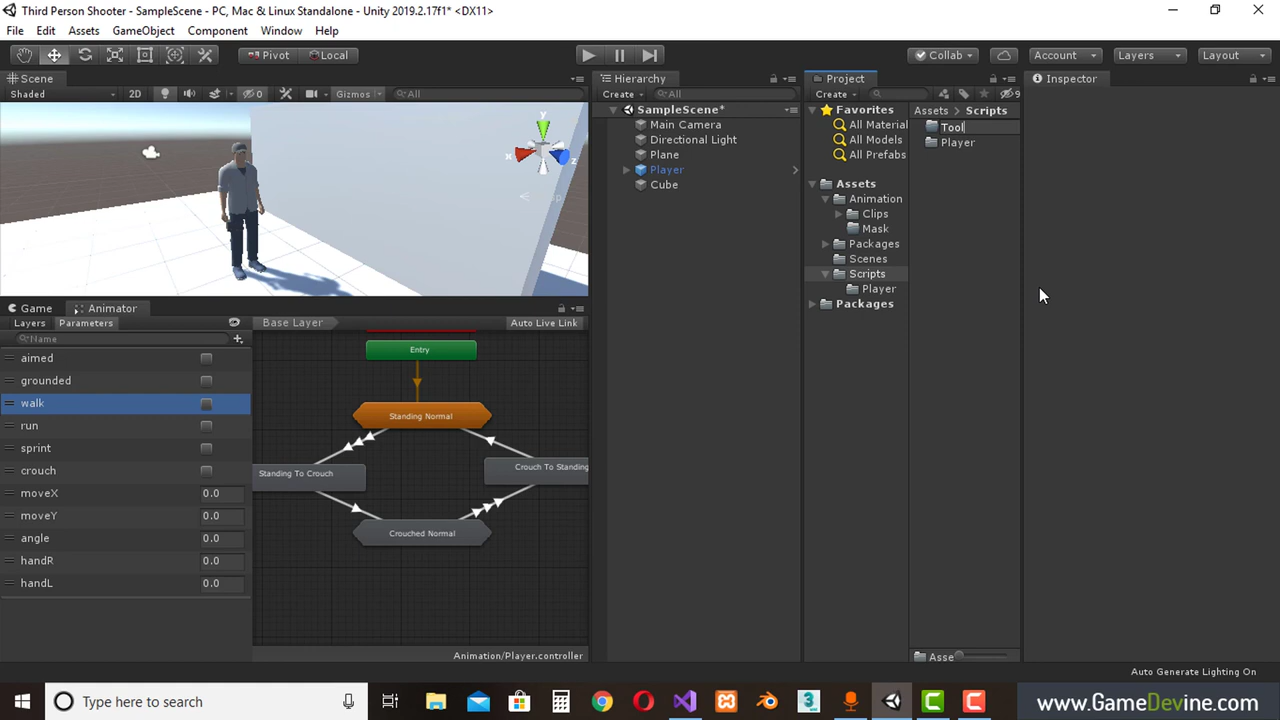 Third Person Shooter - SampleScene - PC, Mac & Linux Standalone - Unity 2019.2.17f1* <DX11>
File Edit Assets GameObject Component Window Help
Pivot Local Collab Account Layers Layout
Scene Hierarchy Project Inspector
Shaded 2D 0 Gizmos All Create All Create 9
SampleScene*
Main Camera
Directional Light
Plane
Player
Cube
Favorites
All Material
All Models
All Prefabs
Assets
Animation
Clips
Mask
Packages
Scenes
Scripts
Player
Packages
Assets > Scripts
Tool
Player
y
x
z
Game Animator
Layers Parameters Base Layer Auto Live Link
Name
aimed
grounded
walk
run
sprint
crouch
moveX 0.0
moveY 0.0
angle 0.0
handR 0.0
handL 0.0
Entry
Standing Normal
Standing To Crouch
Crouch To Standing
Crouched Normal
Animation/Player.controller
Asse
Auto Generate Lighting On
Type here to search
www.GameDevine.com